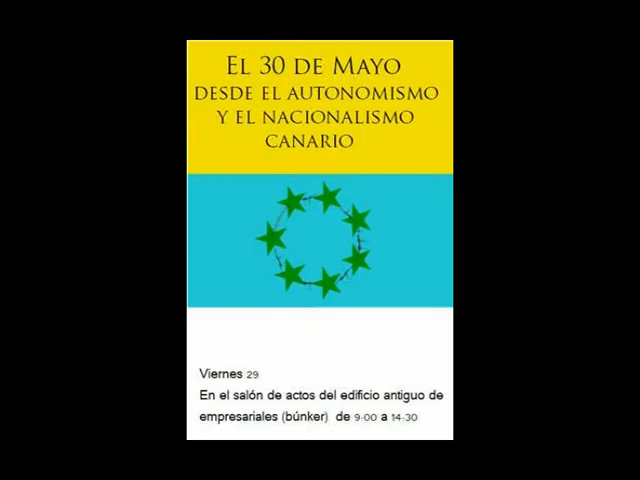 El 30 de Mayo
desde el autonomismo
y el nacionalismo
canario
Viernes 29
En el salón de actos del edificio antiguo de
empresariales (búnker) de 9:00 a 14:30